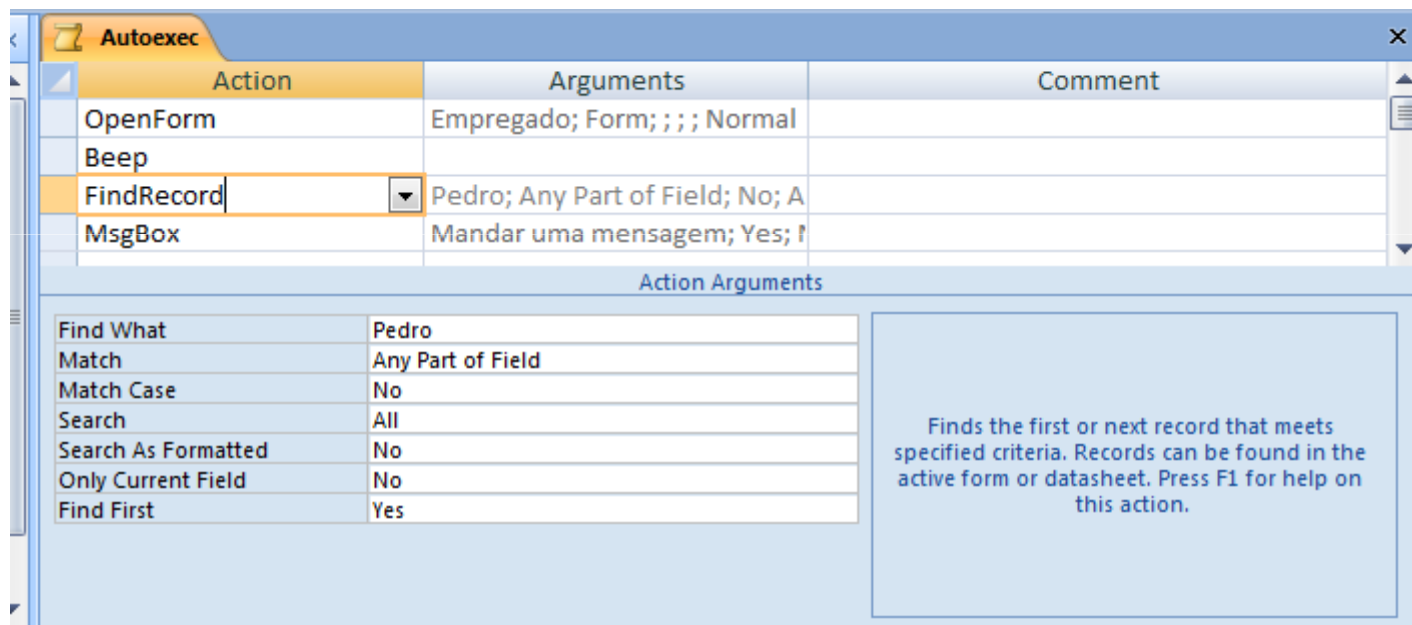 Autoexec
Action Arguments Comment
OpenForm Empregado; Form; ; ; ; Normal
Beep
FindRecord Pedro; Any Part of Field; No; A
MsgBox Mandar uma mensagem; Yes;
Action Arguments
Find What Pedro
Match Any Part of Field
Match Case No
Search All
Search As Formatted No
Only Current Field No
Find First Yes
Finds the first or next record that meets
specified criteria. Records can be found in the
active form or datasheet. Press F1 for help on
this action.